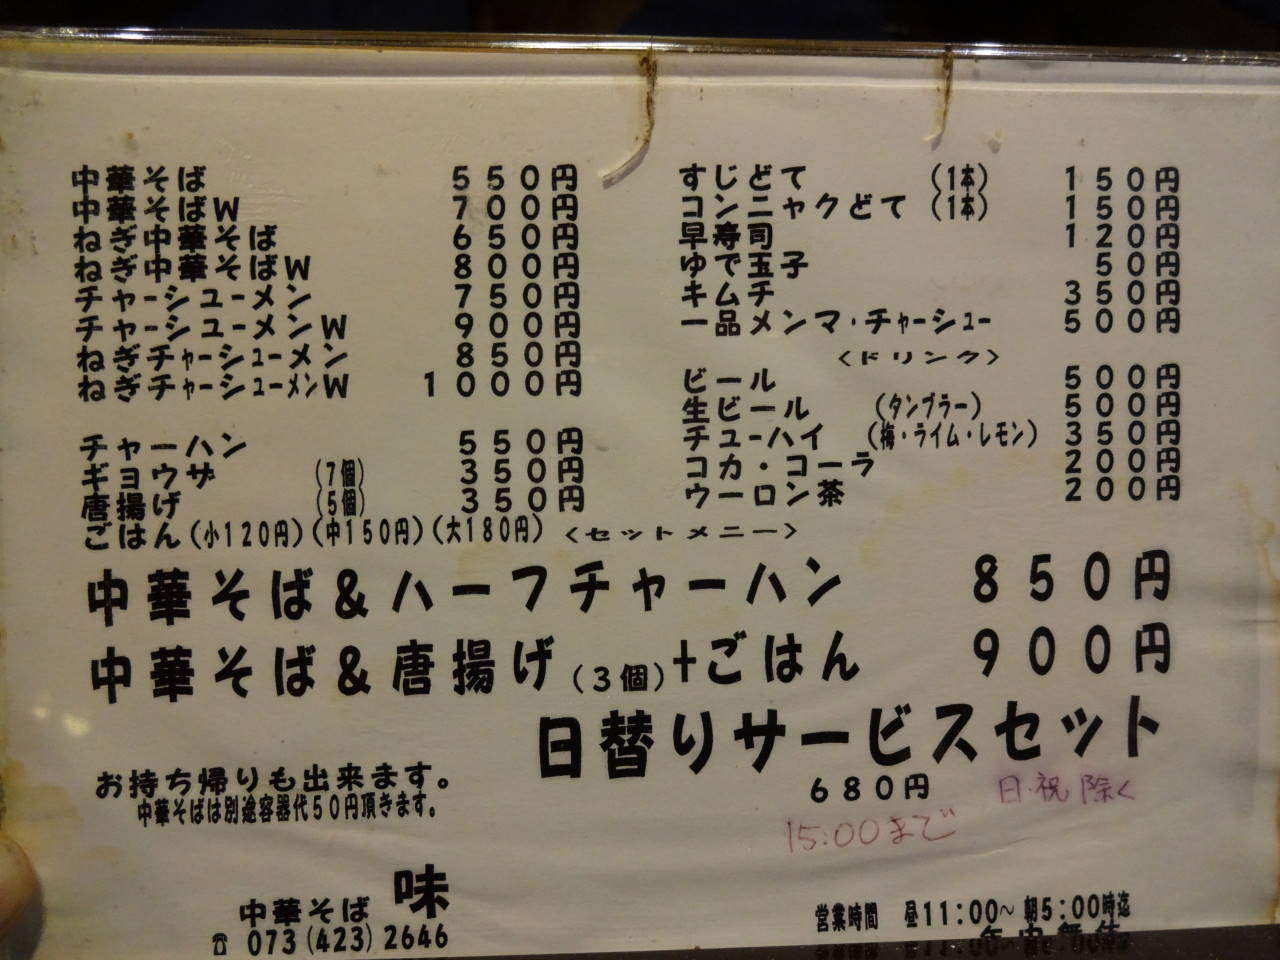 中華そば 550円
中華そばW 700円
ねぎ中華そば 650円
ねぎ中華そばW 800円
チャーシューメン 750円
チャーシューメンW 900円
ねぎチャーシューメン 850円
ねぎチャーシューメンW 1000円
チャーハン 550円
ギョウザ (7個) 350円
唐揚げ (5個) 350円
ごはん(小120円)(中150円)(大180円)
すじどて (1本) 150円
コンニャクどて (1本) 150円
早寿司 120円
ゆで玉子 50円
キムチ 350円
一品メンマ・チャーシュー 500円
<ドリンク>
ビール 500円
生ビール (タンブラー) 500円
チューハイ (梅・ライム・レモン) 350円
コカ・コーラ 200円
ウーロン茶 200円
<セットメニー>
中華そば&ハーフチャーハン 850円
中華そば&唐揚げ(3個)+ごはん 900円
日替りサービスセット
680円 日・祝除く
15:00まで
お持ち帰りも出来ます。
中華そばは別途容器代50円頂きます。
中華そば 味
☎ 073(423)2646
営業時間 昼11:00~朝5:00時迄
年中無休